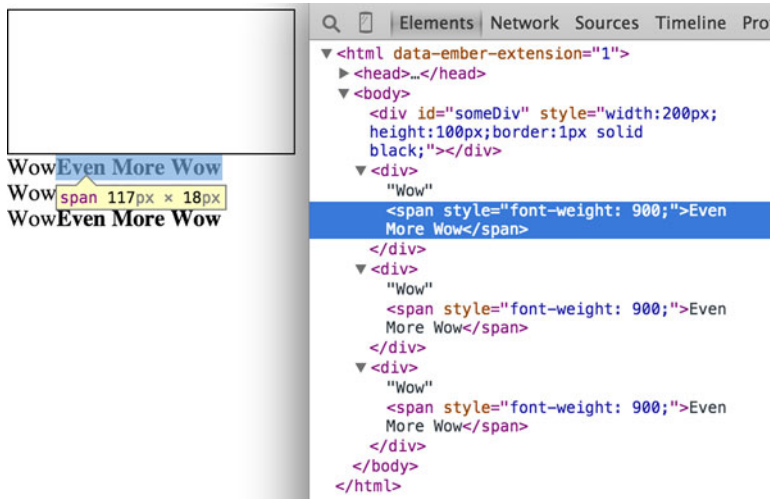 WowEven More Wow
Wow
span 117px × 18px
WowEven More Wow
Elements Network Sources Timeline Pro
▼<html data-ember-extension="1">
▶<head>…</head>
▼<body>
<div id="someDiv" style="width:200px;
height:100px;border:1px solid
black;"></div>
▼<div>
"Wow"
<span style="font-weight: 900;">Even
More Wow</span>
</div>
▼<div>
"Wow"
<span style="font-weight: 900;">Even
More Wow</span>
</div>
▼<div>
"Wow"
<span style="font-weight: 900;">Even
More Wow</span>
</div>
</body>
</html>